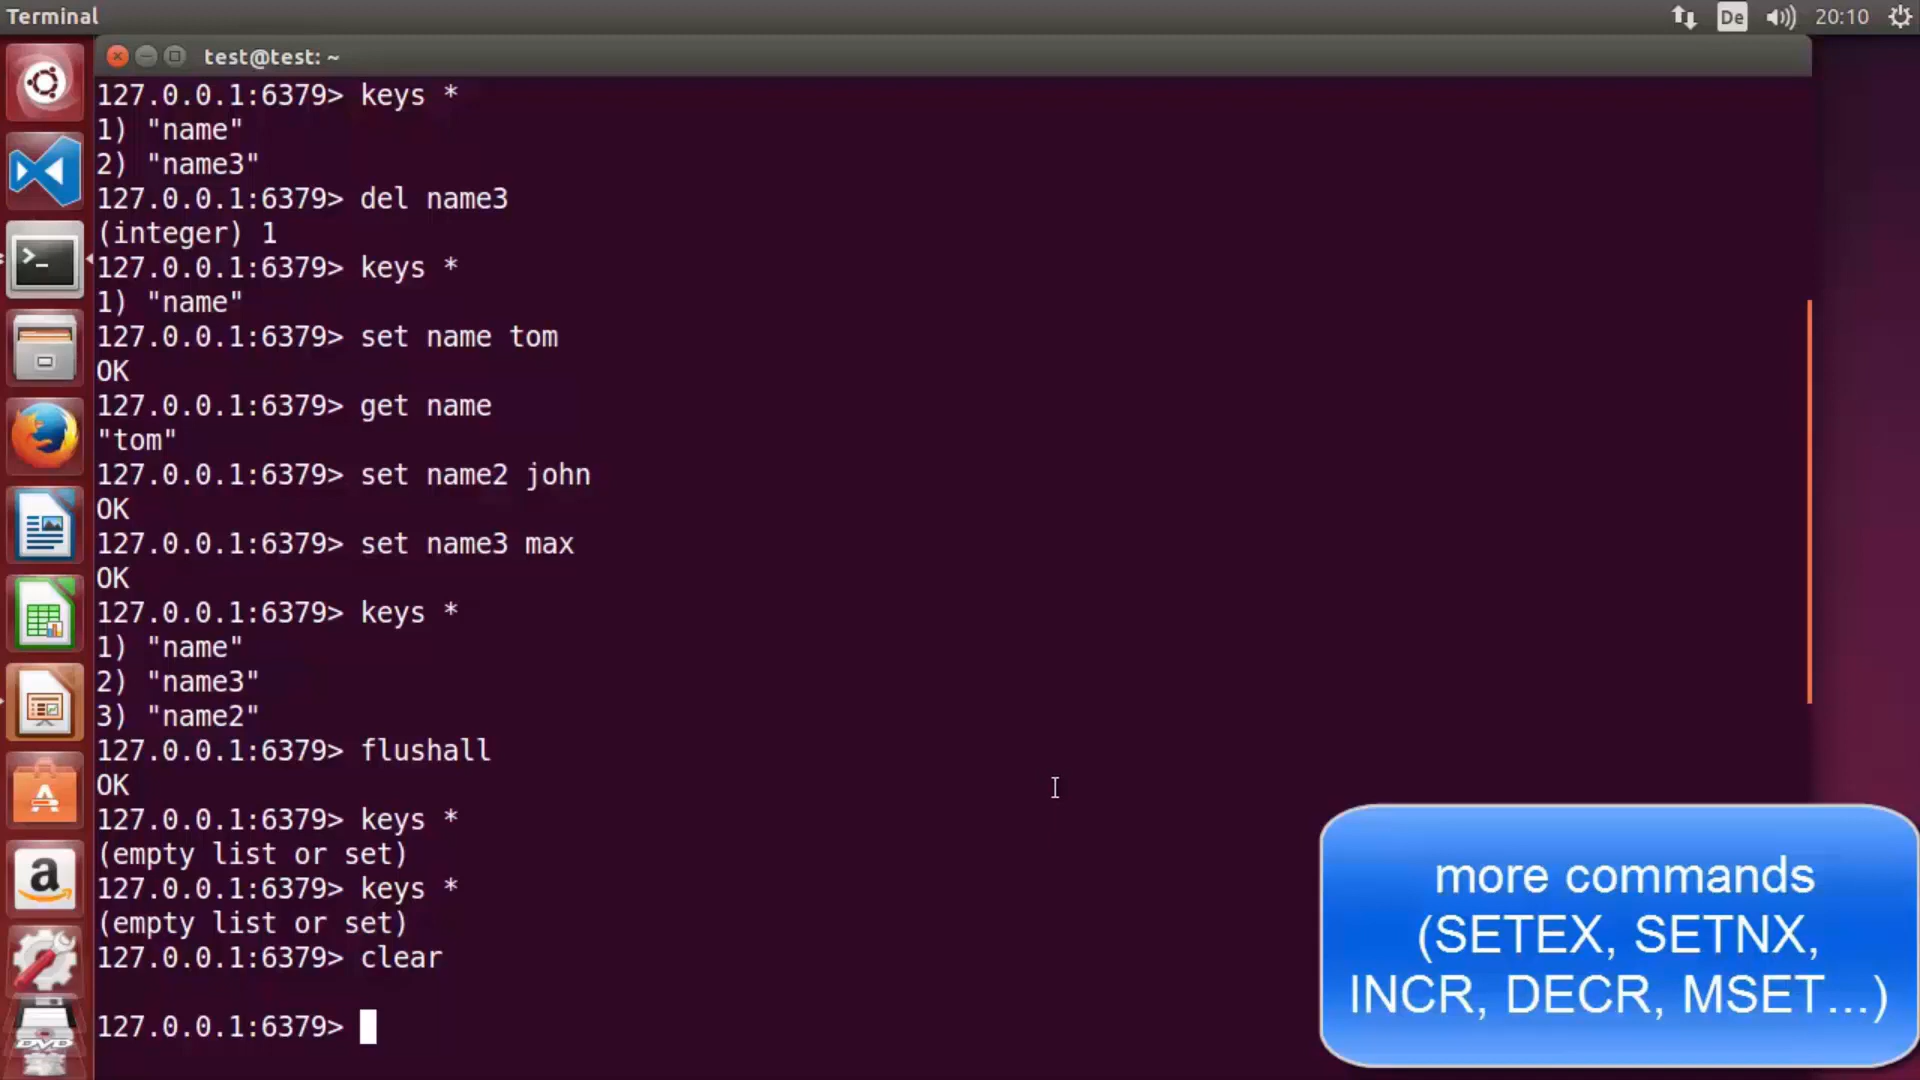 Terminal
De
20:10
test@test: ~
127.0.0.1:6379> keys *
1) "name"
2) "name3"
127.0.0.1:6379> del name3
(integer) 1
127.0.0.1:6379> keys *
1) "name"
127.0.0.1:6379> set name tom
OK
127.0.0.1:6379> get name
"tom"
127.0.0.1:6379> set name2 john
OK
127.0.0.1:6379> set name3 max
OK
127.0.0.1:6379> keys *
1) "name"
2) "name3"
3) "name2"
127.0.0.1:6379> flushall
OK
127.0.0.1:6379> keys *
(empty list or set)
127.0.0.1:6379> keys *
(empty list or set)
127.0.0.1:6379> clear
127.0.0.1:6379>
more commands
(SETEX, SETNX,
INCR, DECR, MSET...)
>_
A
a
DVD